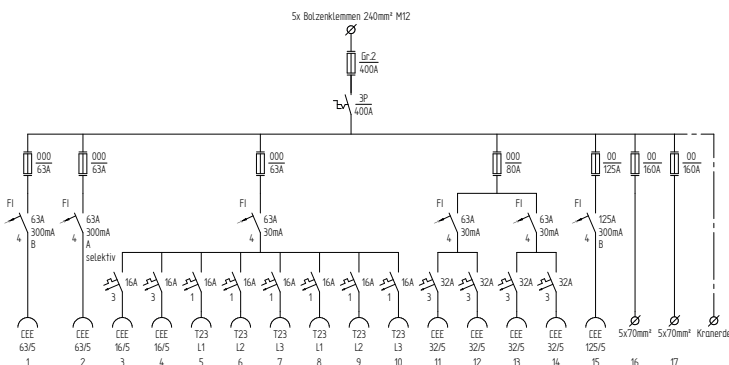 5x Bolzenklemmen 240mm² M12
Gr.2
400A
3P
400A
000
63A
000
63A
000
63A
000
80A
00
125A
00
160A
00
160A
FI
63A
300mA
4
B
FI
63A
300mA
4
A
selektiv
FI
63A
30mA
4
FI
63A
30mA
4
FI
63A
30mA
4
FI
125A
300mA
4
B
16A
3
16A
3
16A
1
16A
1
16A
1
16A
1
16A
1
16A
1
32A
3
32A
3
32A
3
32A
3
CEE
63/5
1
CEE
63/5
2
CEE
16/5
3
CEE
16/5
4
T23
L1
5
T23
L2
6
T23
L3
7
T23
L1
8
T23
L2
9
T23
L3
10
CEE
32/5
11
CEE
32/5
12
CEE
32/5
13
CEE
32/5
14
CEE
125/5
15
5x70mm²
16
5x70mm²
17
Kranerde